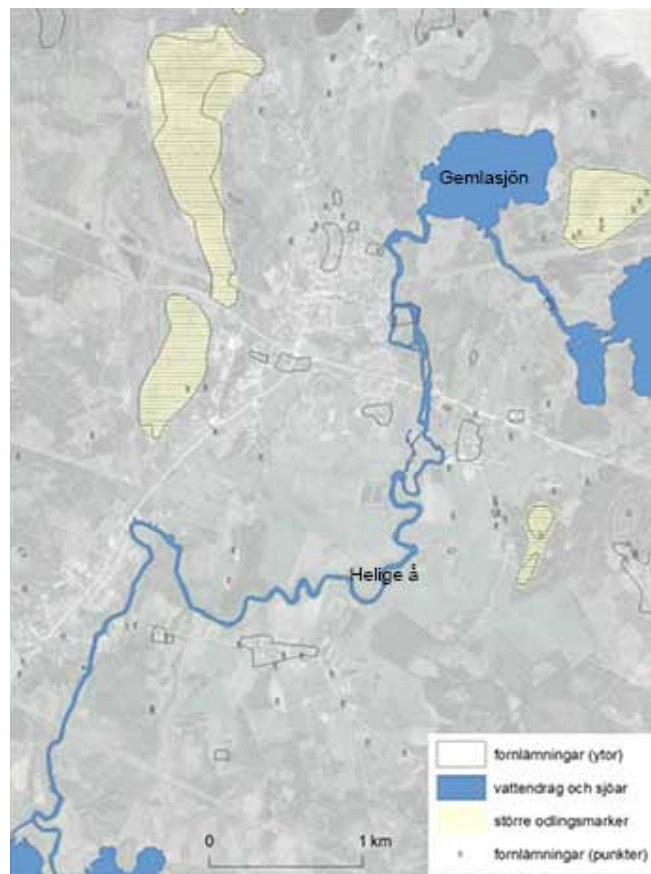 Gemlasjön
Helige å
fornlämningar (ytor)
vattendrag och sjöar
större odlingsmarker
fornlämningar (punkter)
0 1 km